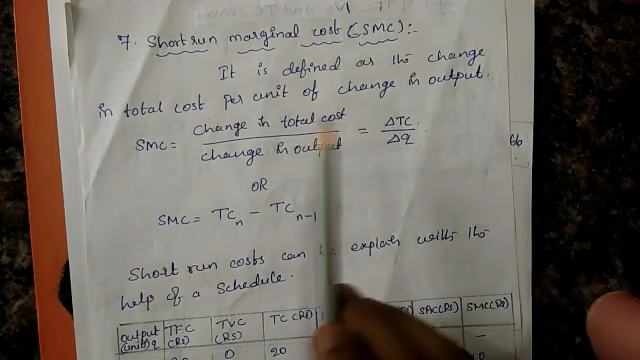 7. Short run marginal cost (SMC):-
It is defined as the change
in total cost per unit of change in output.
SMC = change in total cost / change in output = ΔTC / Δq
OR
SMC = TCn - TCn-1
Short run costs can be explain with the
help of a schedule.
output (unit) q TFC (RS) TVC (RS) TC (RS) SAC (RS) SMC (RS)
20 0 20 -
66